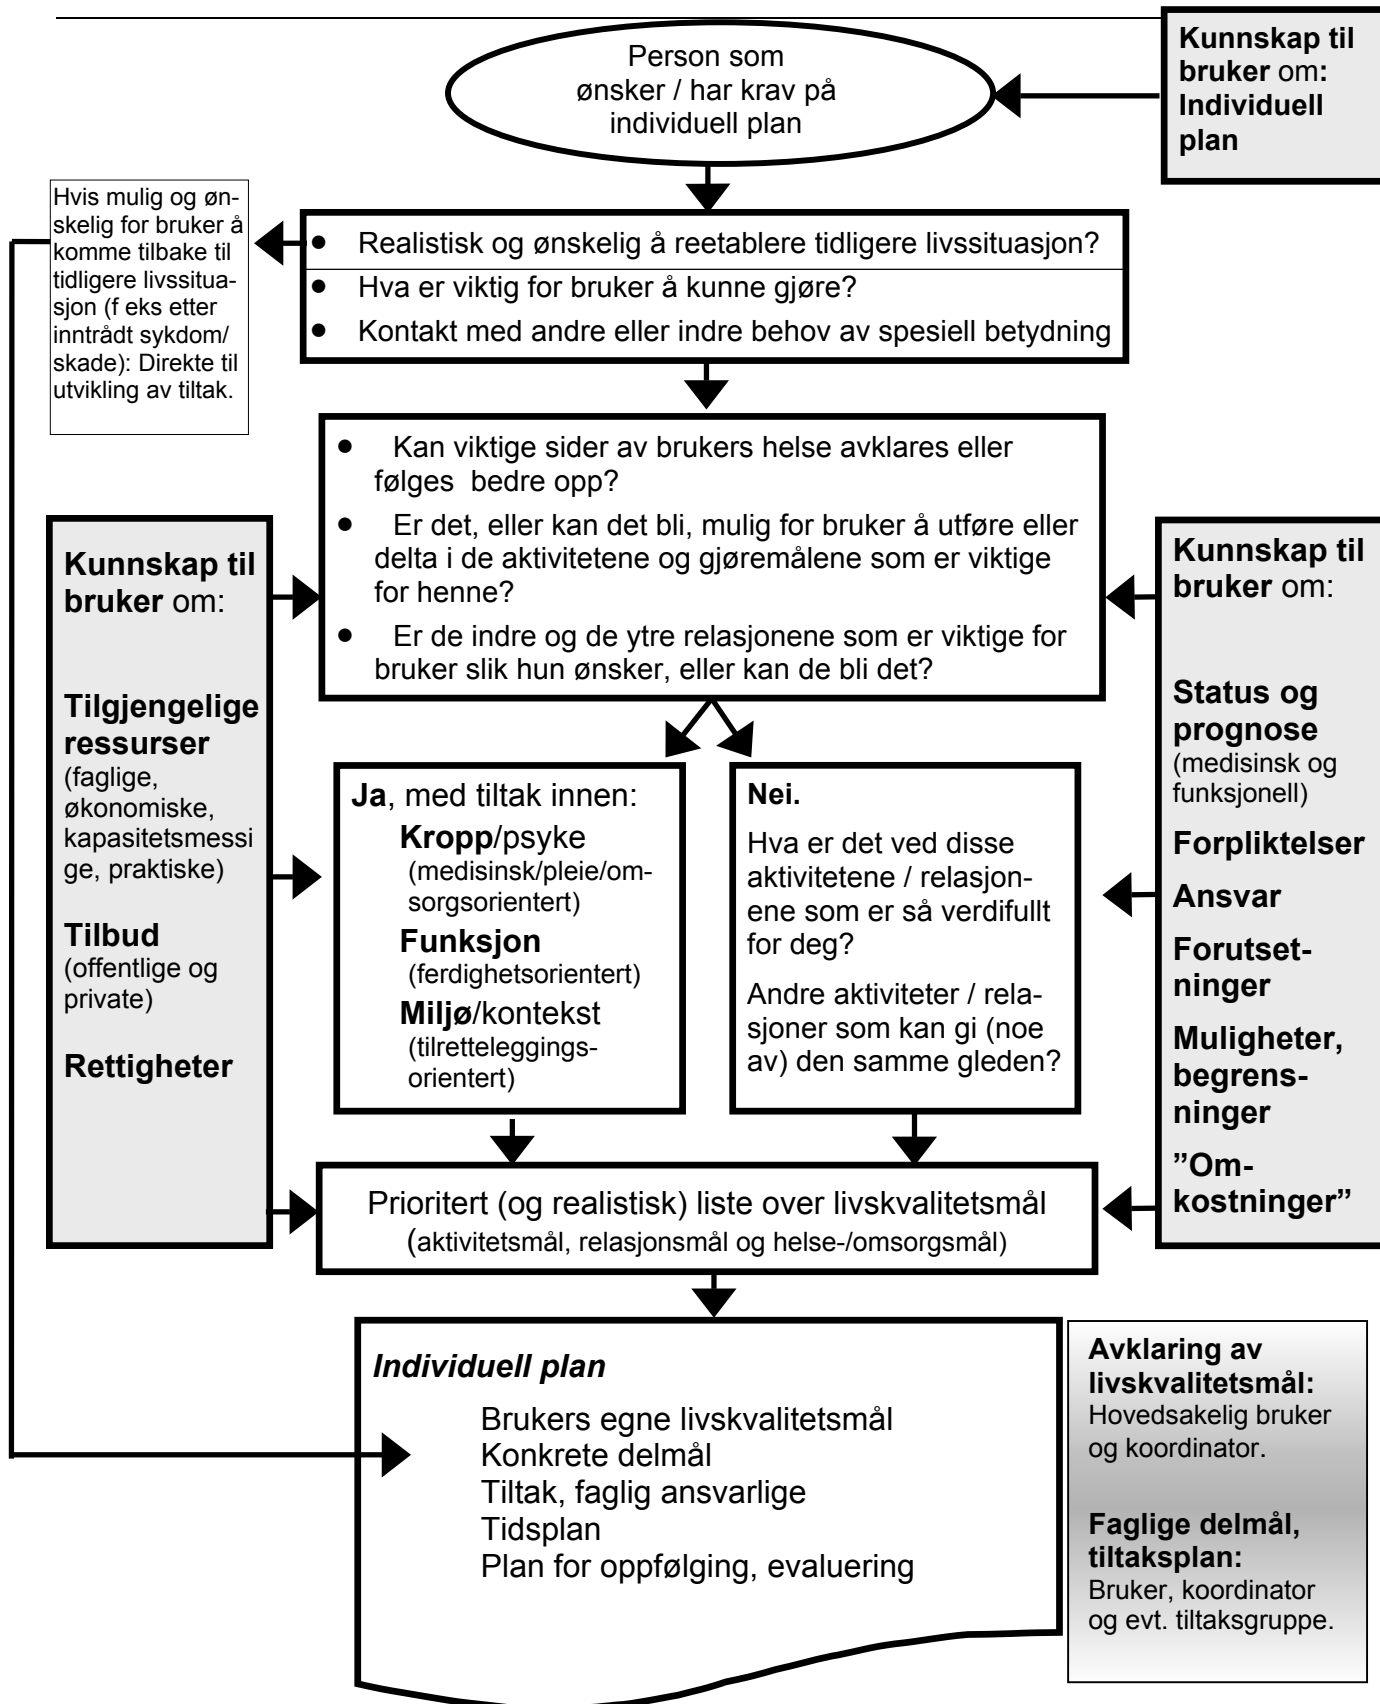 Person som
ønsker / har krav på
individuell plan
Kunnskap til
bruker om:
Individuell
plan
Hvis mulig og øn-
skelig for bruker å
komme tilbake til
tidligere livssitua-
sjon (f eks etter
inntrådt sykdom/
skade): Direkte til
utvikling av tiltak.
• Realistisk og ønskelig å reetablere tidligere livssituasjon?
• Hva er viktig for bruker å kunne gjøre?
• Kontakt med andre eller indre behov av spesiell betydning
• Kan viktige sider av brukers helse avklares eller
følges bedre opp?
• Er det, eller kan det bli, mulig for bruker å utføre eller
delta i de aktivitetene og gjøremålene som er viktige
for henne?
• Er de indre og de ytre relasjonene som er viktige for
bruker slik hun ønsker, eller kan de bli det?
Kunnskap til
bruker om:
Tilgjengelige
ressurser
(faglige,
økonomiske,
kapasitetsmessi
ge, praktiske)
Tilbud
(offentlige og
private)
Rettigheter
Kunnskap til
bruker om:
Status og
prognose
(medisinsk og
funksjonell)
Forpliktelser
Ansvar
Forutset-
ninger
Muligheter,
begrens-
ninger
”Om-
kostninger”
Ja, med tiltak innen:
Kropp/psyke
(medisinsk/pleie/om-
sorgsorientert)
Funksjon
(ferdighetsorientert)
Miljø/kontekst
(tilretteleggings-
orientert)
Nei.
Hva er det ved disse
aktivitetene / relasjon-
ene som er så verdifullt
for deg?
Andre aktiviteter / rela-
sjoner som kan gi (noe
av) den samme gleden?
Prioritert (og realistisk) liste over livskvalitetsmål
(aktivitetsmål, relasjonsmål og helse-/omsorgsmål)
Individuell plan
Brukers egne livskvalitetsmål
Konkrete delmål
Tiltak, faglig ansvarlige
Tidsplan
Plan for oppfølging, evaluering
Avklaring av
livskvalitetsmål:
Hovedsakelig bruker
og koordinator.
Faglige delmål,
tiltaksplan:
Bruker, koordinator
og evt. tiltaksgruppe.